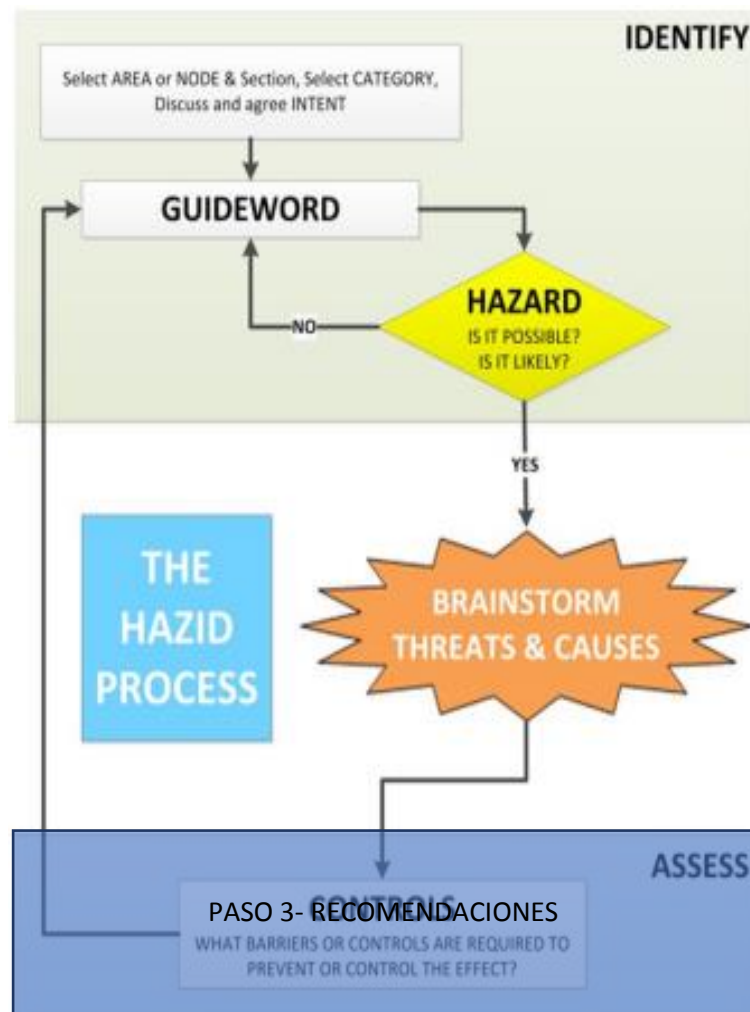 IDENTIFY
Select AREA or NODE & Section, Select CATEGORY,
Discuss and agree INTENT
GUIDEWORD
HAZARD
IS IT POSSIBLE?
IS IT LIKELY?
NO
YES
THE
HAZID
PROCESS
BRAINSTORM
THREATS & CAUSES
ASSESS
CONTROLS
PASO 3- RECOMENDACIONES
WHAT BARRIERS OR CONTROLS ARE REQUIRED TO
PREVENT OR CONTROL THE EFFECT?